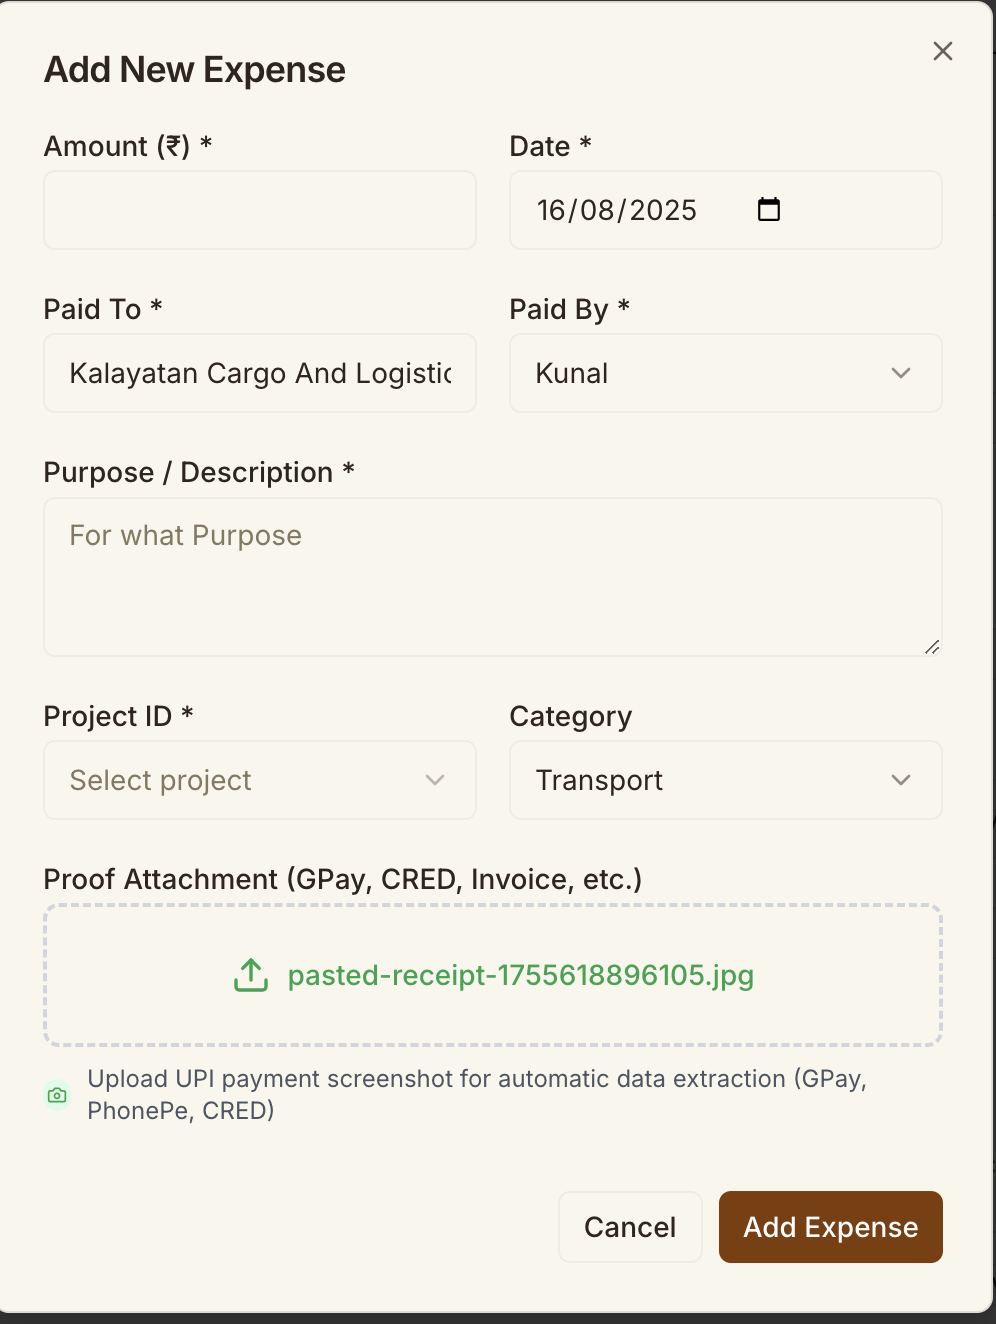 Add New Expense
Amount (₹) *
Date *
16/08/2025
Paid To *
Paid By *
Kalayatan Cargo And Logistic
Kunal
Purpose / Description *
For what Purpose
Project ID *
Category
Select project
Transport
Proof Attachment (GPay, CRED, Invoice, etc.)
pasted-receipt-1755618896105.jpg
Upload UPI payment screenshot for automatic data extraction (GPay,
PhonePe, CRED)
Cancel
Add Expense